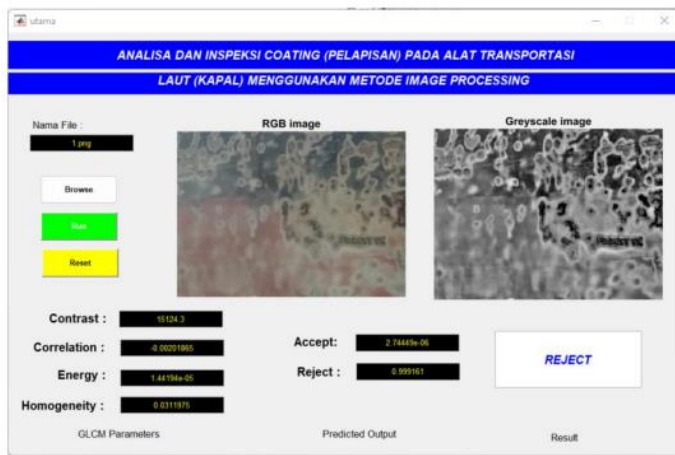 utama
ANALISA DAN INSPEKSI COATING (PELAPISAN) PADA ALAT TRANSPORTASI
LAUT (KAPAL) MENGGUNAKAN METODE IMAGE PROCESSING
Nama File :
1.png
Browse
Run
Reset
RGB image
Greyscale image
Contrast :
15124.3
Correlation :
-0.00201865
Energy :
1.44194e-05
Homogeneity :
0.0311975
GLCM Parameters
Accept:
2.74449e-06
Reject :
0.999161
Predicted Output
REJECT
Result